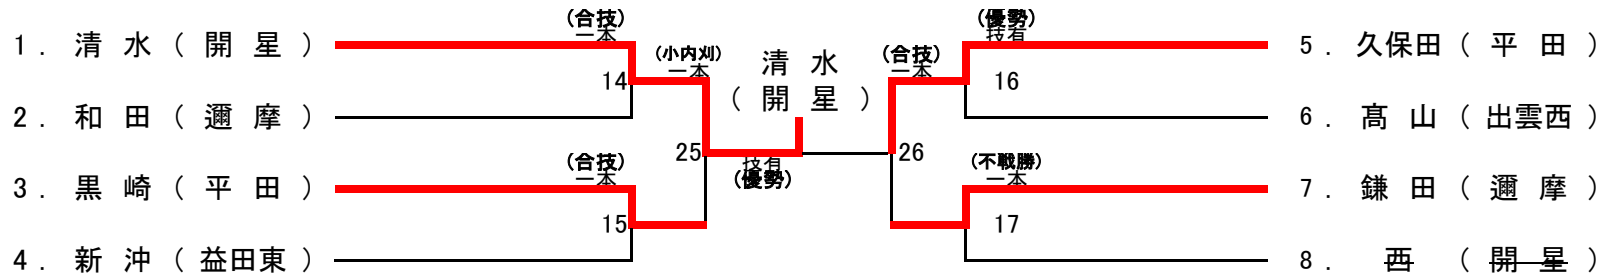 1. 清水(開星)
2. 和田(邇摩)
3. 黒崎(平田)
4. 新沖(益田東)
(合技)
一本
14
(合技)
一本
15
(小内刈)
一本
25
清水
(開星)
技有
(優勢)
(合技)
一本
26
(優勢)
技有
16
(不戦勝)
一本
17
5. 久保田(平田)
6. 髙山(出雲西)
7. 鎌田(邇摩)
8. 西(開星)